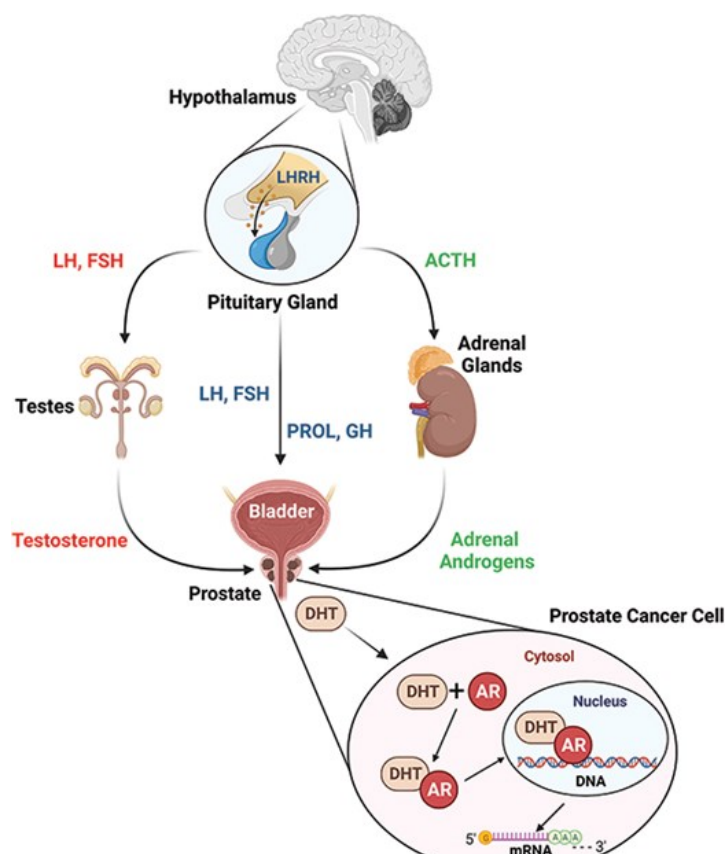 Hypothalamus
LHRH
LH, FSH
ACTH
Pituitary Gland
Adrenal
Glands
Testes
LH, FSH
PROL, GH
Bladder
Testosterone
Adrenal
Androgens
Prostate
DHT
Prostate Cancer Cell
Cytosol
DHT + AR
Nucleus
DHT
AR
DNA
DHT
AR
5' G AAA --- 3'
mRNA